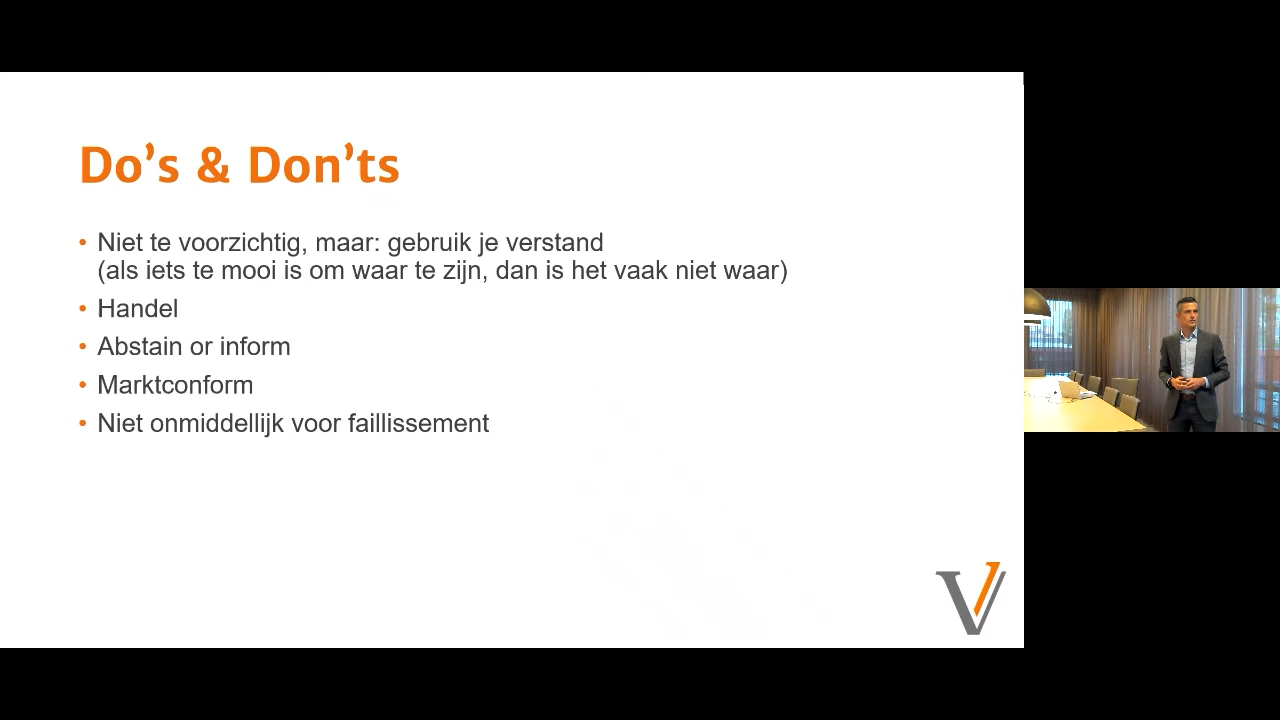 Do's & Don'ts
• Niet te voorzichtig, maar: gebruik je verstand
(als iets te mooi is om waar te zijn, dan is het vaak niet waar)
• Handel
• Abstain or inform
• Marktconform
• Niet onmiddellijk voor faillissement